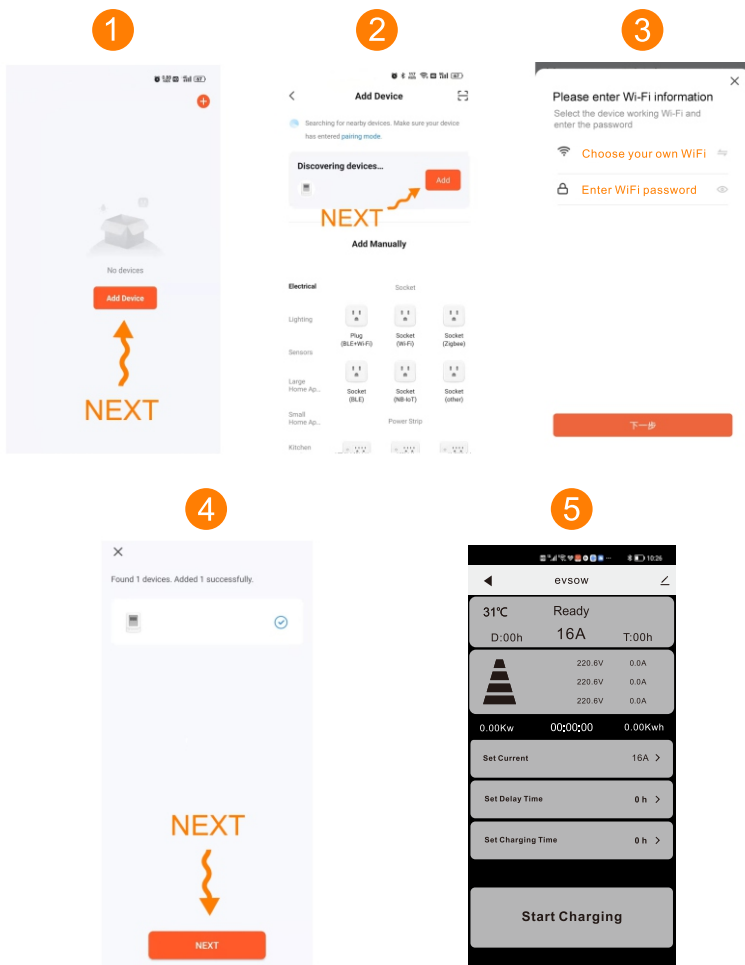 1
No devices
Add Device
NEXT
2
Add Device
Searching for nearby devices. Make sure your device
has entered pairing mode.
Discovering devices...
Add
NEXT
Add Manually
Electrical
Socket
Lighting
Plug
(BLE+Wi-Fi)
Socket
(Wi-Fi)
Socket
(Zigbee)
Sensors
Large
Home Ap...
Socket
(BLE)
Socket
(NB-IoT)
Socket
(other)
Small
Home Ap...
Power Strip
Kitchen
3
Please enter Wi-Fi information
Select the device working Wi-Fi and
enter the password
Choose your own WiFi
Enter WiFi password
下一步
4
Found 1 devices. Added 1 successfully.
NEXT
NEXT
5
10:26
evsow
31℃ Ready
D:00h 16A T:00h
220.6V 0.0A
220.6V 0.0A
220.6V 0.0A
0.00Kw 00:00:00 0.00Kwh
Set Current 16A >
Set Delay Time 0 h >
Set Charging Time 0 h >
Start Charging